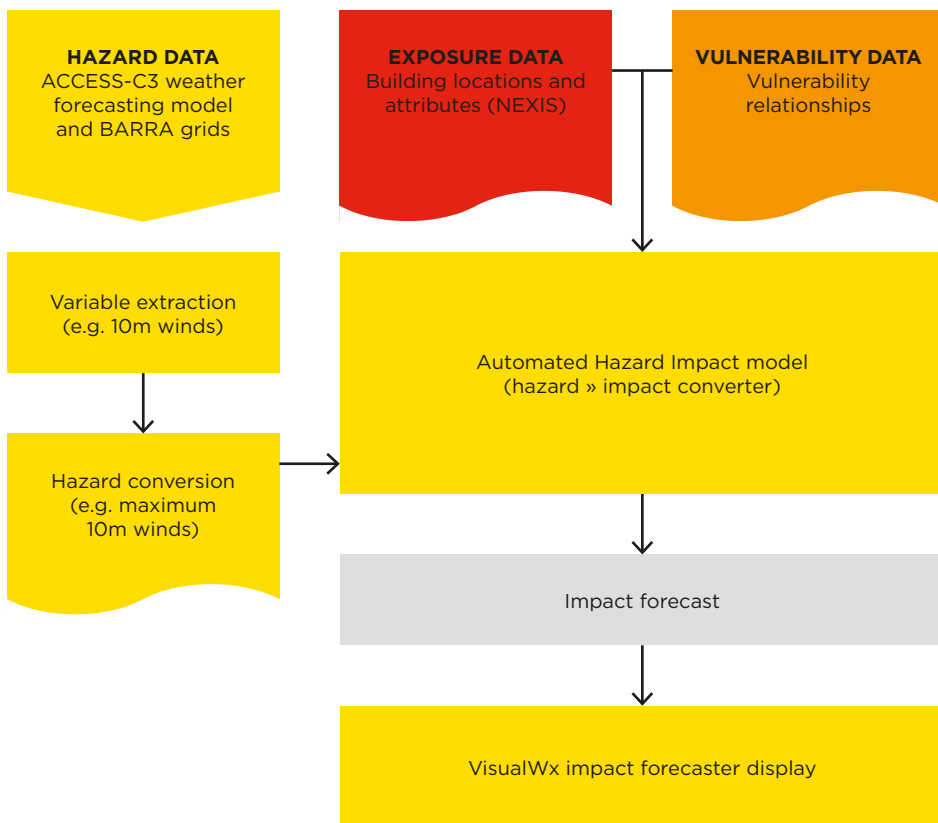 HAZARD DATA
ACCESS-C3 weather
forecasting model
and BARRA grids
EXPOSURE DATA
Building locations and
attributes (NEXIS)
VULNERABILITY DATA
Vulnerability
relationships
Variable extraction
(e.g. 10m winds)
Automated Hazard Impact model
(hazard » impact converter)
Hazard conversion
(e.g. maximum
10m winds)
Impact forecast
VisualWx impact forecaster display